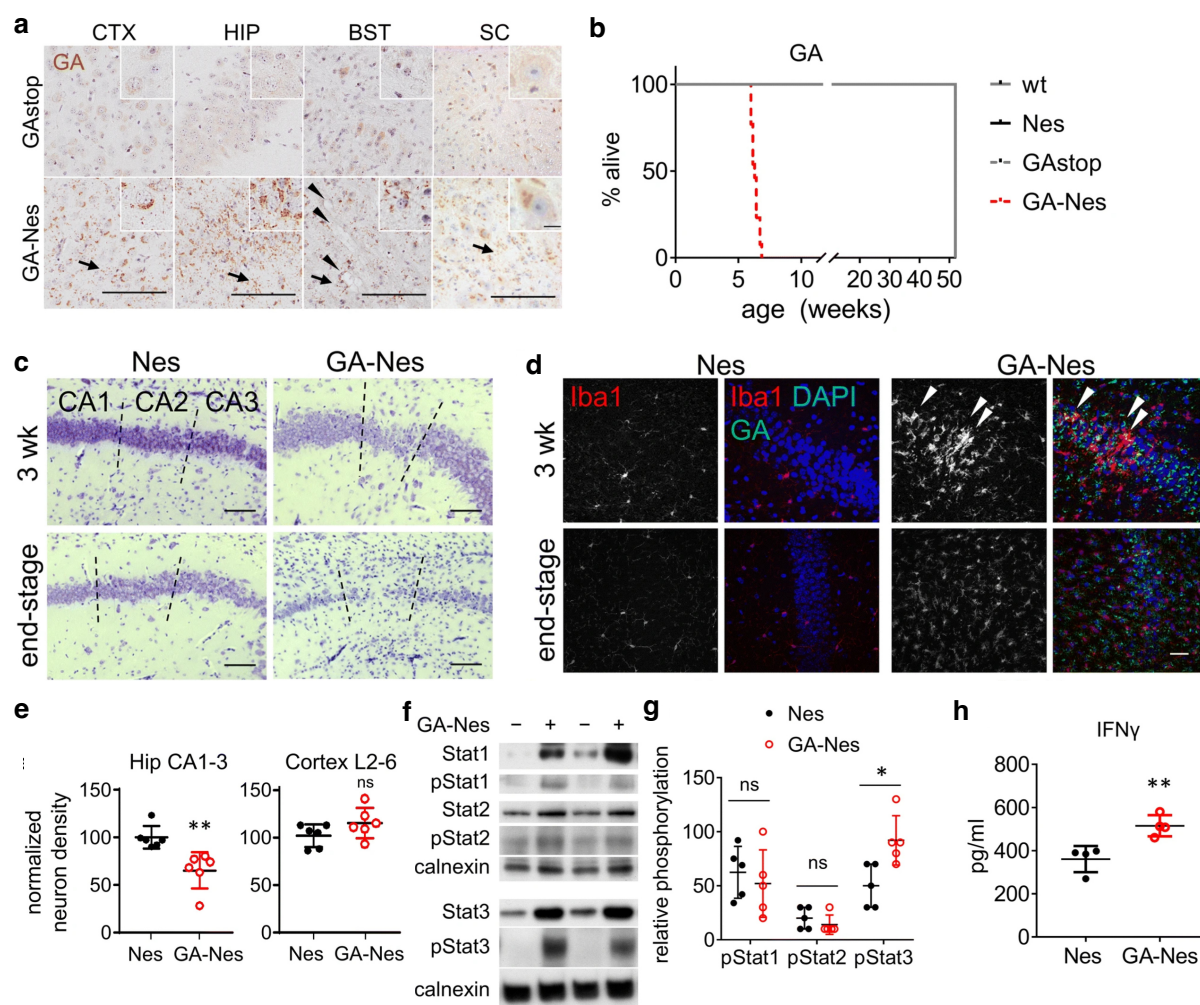 a
CTX HIP BST SC
GA
GAstop
GA-Nes
b
GA
% alive
100
50
0
0 5 10 20 30 40 50
age (weeks)
wt
Nes
GAstop
GA-Nes
c
Nes GA-Nes
CA1 CA2 CA3
3 wk
end-stage
d
Nes GA-Nes
Iba1 Iba1 DAPI
GA
3 wk
end-stage
e
Hip CA1-3
normalized
neuron density
150
100
50
0
**
Nes GA-Nes
Cortex L2-6
ns
150
100
50
0
Nes GA-Nes
f
GA-Nes – + – +
Stat1
pStat1
Stat2
pStat2
calnexin
Stat3
pStat3
calnexin
g
Nes
GA-Nes
relative phosphorylation
150
100
50
0
ns
ns
*
pStat1 pStat2 pStat3
h
IFNγ
pg/ml
800
600
400
200
0
**
Nes GA-Nes